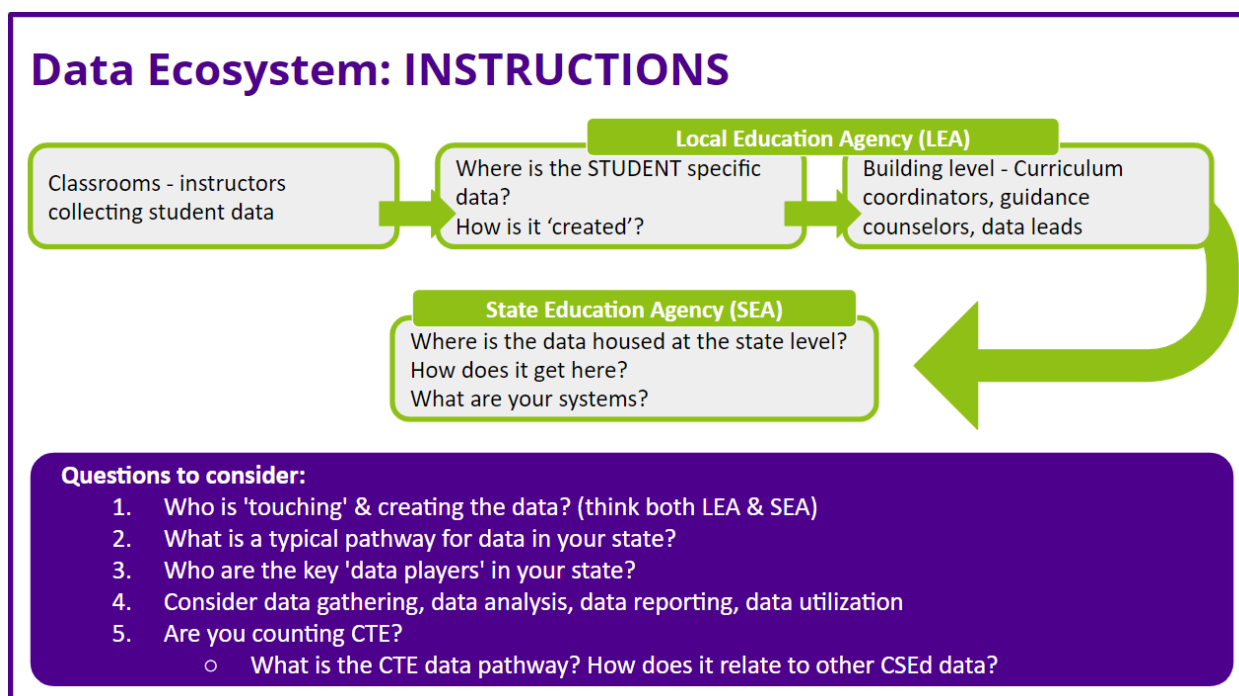 Data Ecosystem: INSTRUCTIONS
Local Education Agency (LEA)
Classrooms - instructors
collecting student data
Where is the STUDENT specific
data?
How is it ‘created’?
Building level - Curriculum
coordinators, guidance
counselors, data leads
State Education Agency (SEA)
Where is the data housed at the state level?
How does it get here?
What are your systems?
Questions to consider:
1. Who is 'touching' & creating the data? (think both LEA & SEA)
2. What is a typical pathway for data in your state?
3. Who are the key 'data players' in your state?
4. Consider data gathering, data analysis, data reporting, data utilization
5. Are you counting CTE?
○ What is the CTE data pathway? How does it relate to other CSEd data?